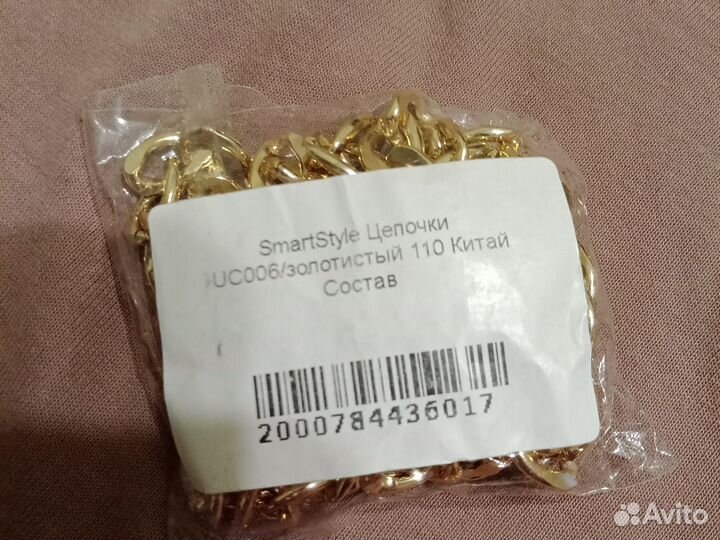 SmartStyle Цепочки
UC006/золотистый 110 Китай
Состав
2000784436017
Avito